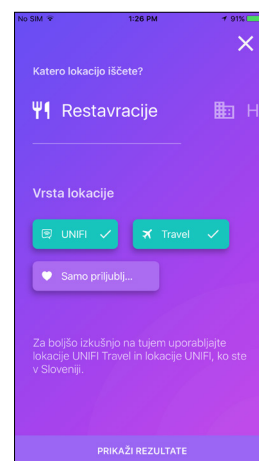 No SIM 1:26 PM 91%
Katero lokacijo iščete?
Restavracije H
Vrsta lokacije
UNIFI Travel
Samo priljublj...
Za boljšo izkušnjo na tujem uporabljajte
lokacije UNIFI Travel in lokacije UNIFI, ko ste
v Sloveniji.
PRIKAŽI REZULTATE